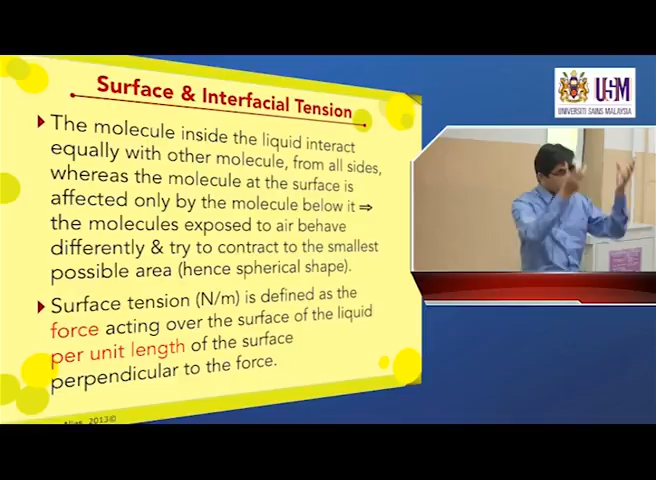 Surface & Interfacial Tension
The molecule inside the liquid interact
equally with other molecule, from all sides,
whereas the molecule at the surface is
affected only by the molecule below it ⇒
the molecules exposed to air behave
differently & try to contract to the smallest
possible area (hence spherical shape).
Surface tension (N/m) is defined as the
force acting over the surface of the liquid
per unit length of the surface
perpendicular to the force.
2013©
USM
UNIVERSITI SAINS MALAYSIA